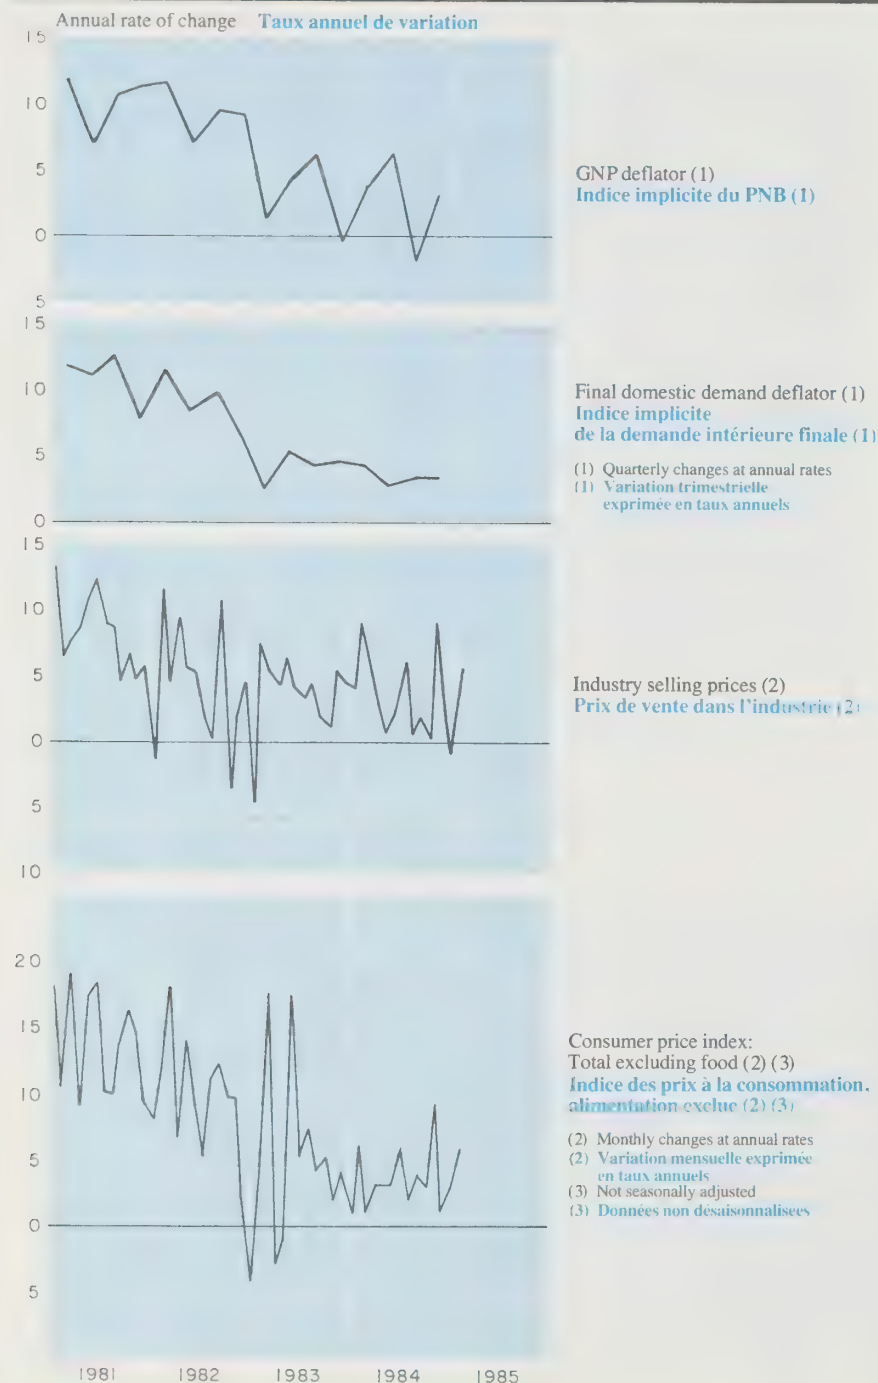 Annual rate of change Taux annuel de variation
15
10
5
0
5
GNP deflator (1)
Indice implicite du PNB (1)
15
10
5
0
Final domestic demand deflator (1)
Indice implicite
de la demande intérieure finale (1)
(1) Quarterly changes at annual rates
(1) Variation trimestrielle
exprimée en taux annuels
15
10
5
0
5
10
Industry selling prices (2)
Prix de vente dans l'industrie (2)
20
15
10
5
0
5
Consumer price index:
Total excluding food (2) (3)
Indice des prix à la consommation,
alimentation exclue (2) (3)
(2) Monthly changes at annual rates
(2) Variation mensuelle exprimée
en taux annuels
(3) Not seasonally adjusted
(3) Données non désaisonnalisées
1981 1982 1983 1984 1985